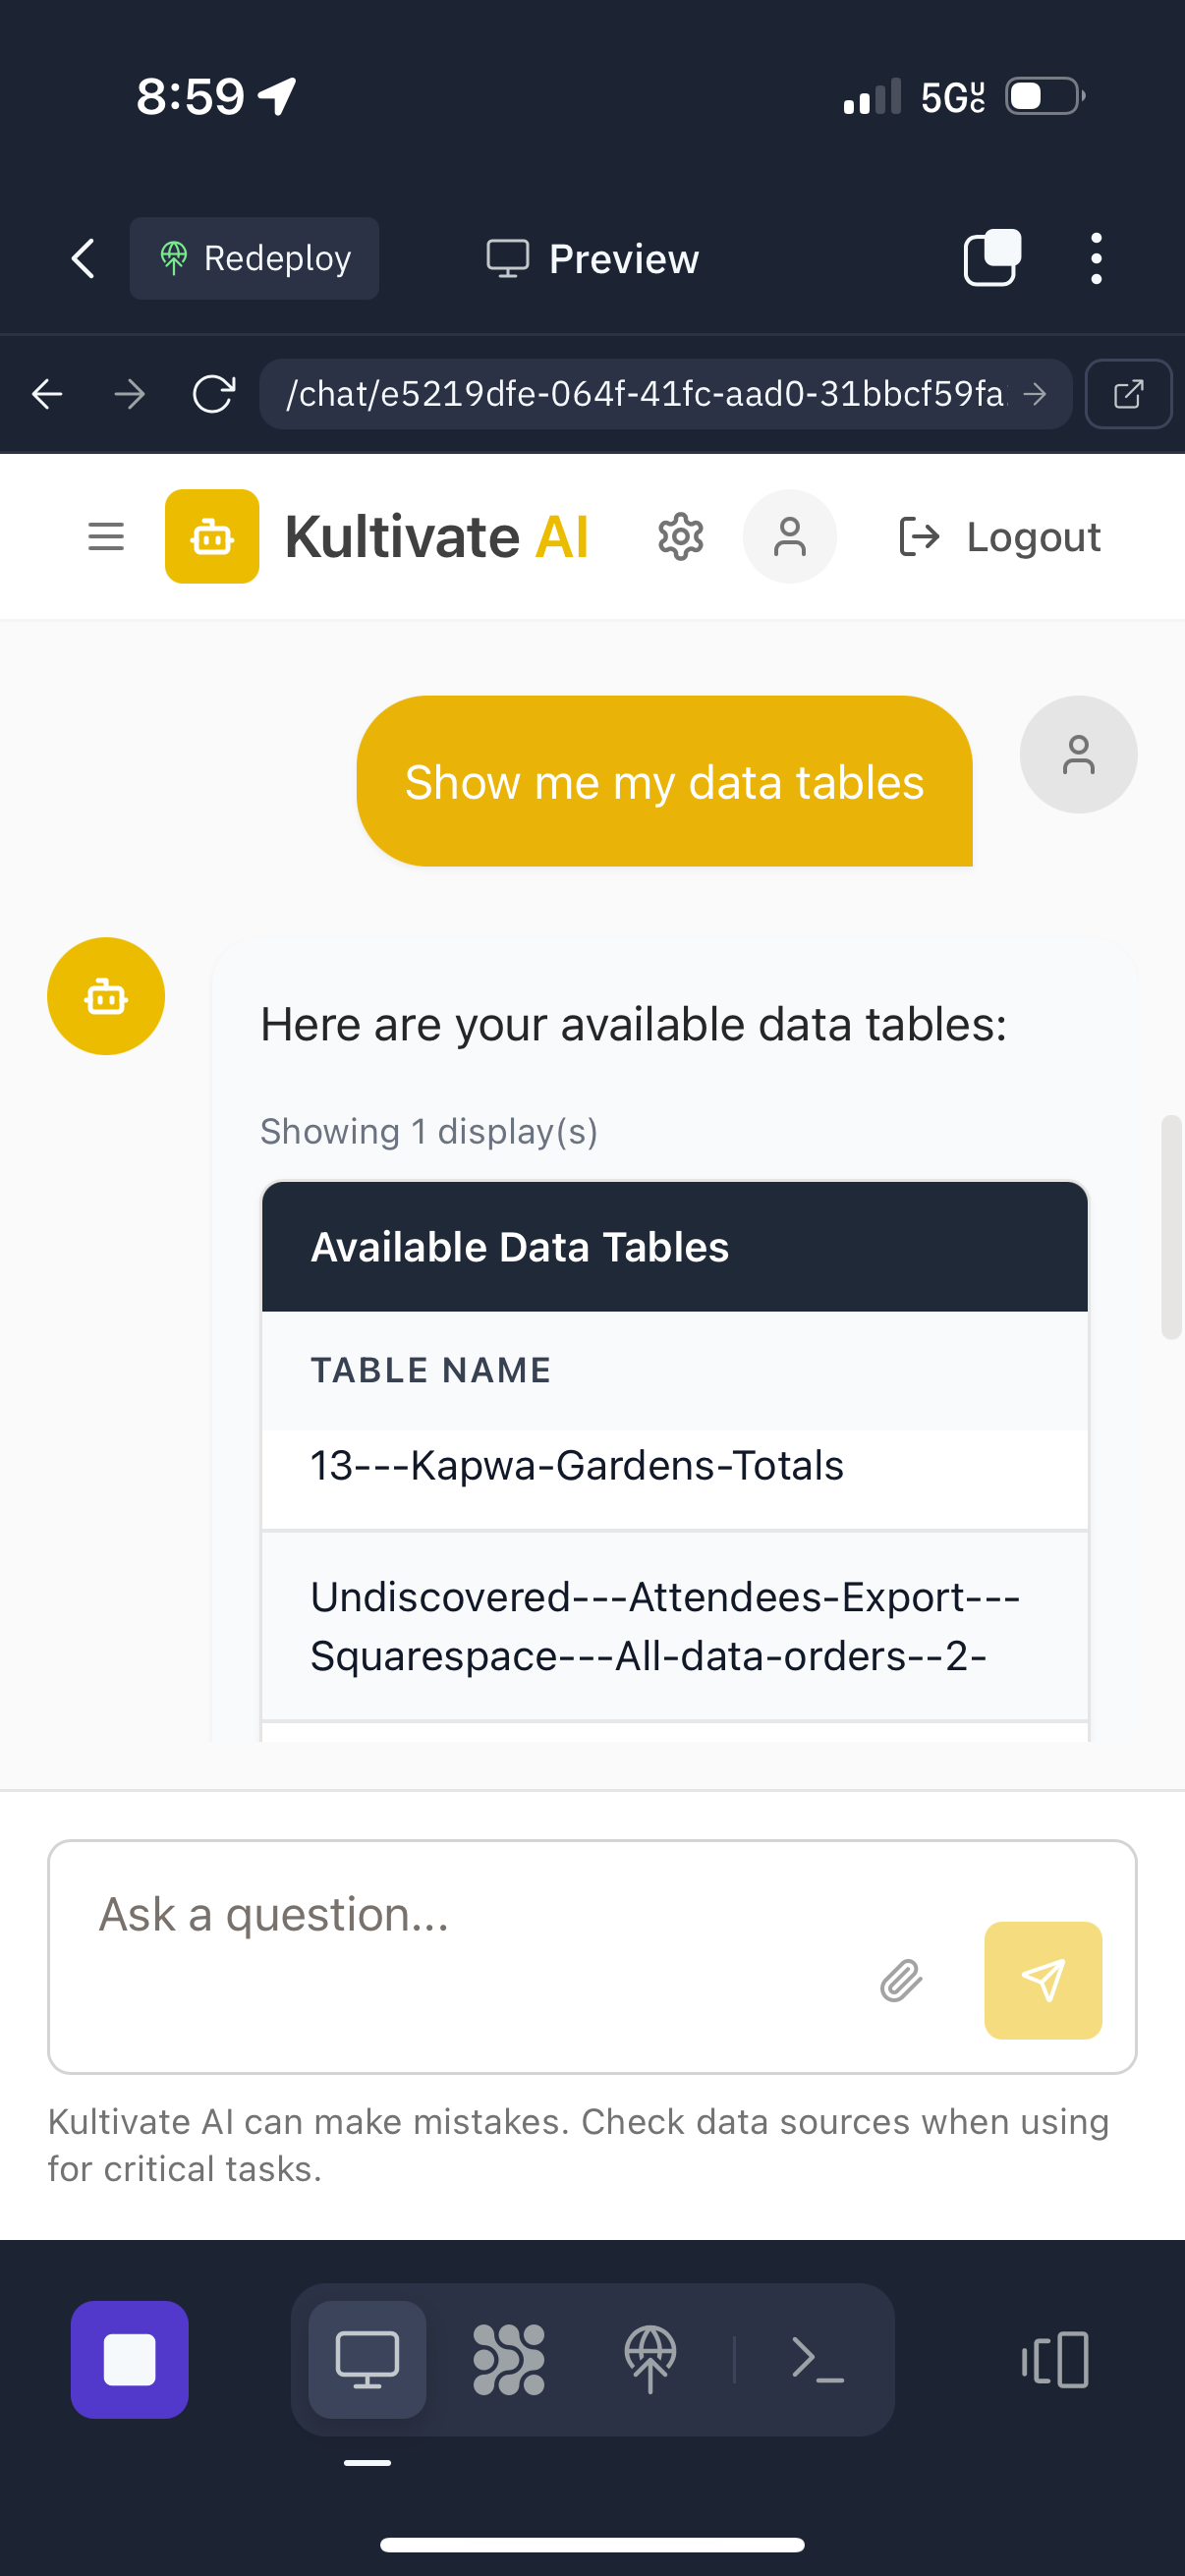 8:59
5GUC
Redeploy
Preview
/chat/e5219dfe-064f-41fc-aad0-31bbcf59fa
Kultivate AI
Logout
Show me my data tables
Here are your available data tables:
Showing 1 display(s)
Available Data Tables
TABLE NAME
13---Kapwa-Gardens-Totals
Undiscovered---Attendees-Export---
Squarespace---All-data-orders--2-
Ask a question...
Kultivate AI can make mistakes. Check data sources when using
for critical tasks.